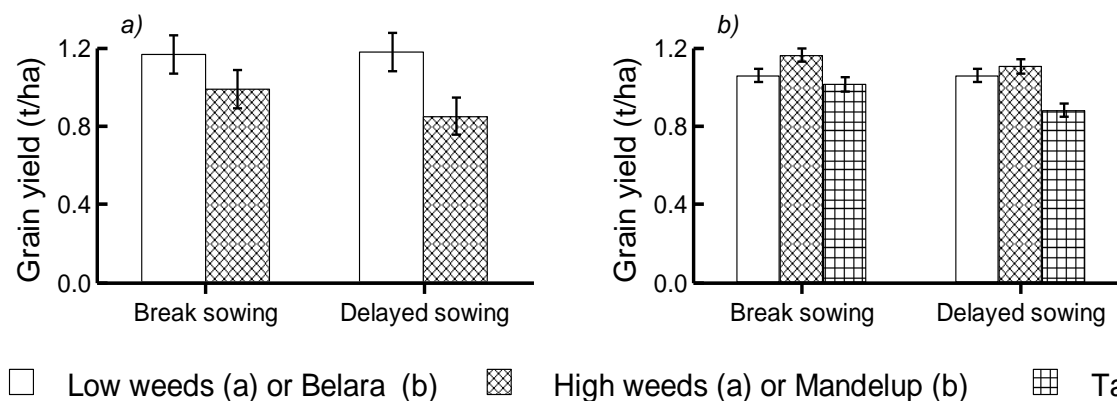 a)
Grain yield (t/ha)
1.2
0.8
0.4
0.0
Break sowing Delayed sowing
b)
Grain yield (t/ha)
1.2
0.8
0.4
0.0
Break sowing Delayed sowing
Low weeds (a) or Belara (b) High weeds (a) or Mandelup (b)